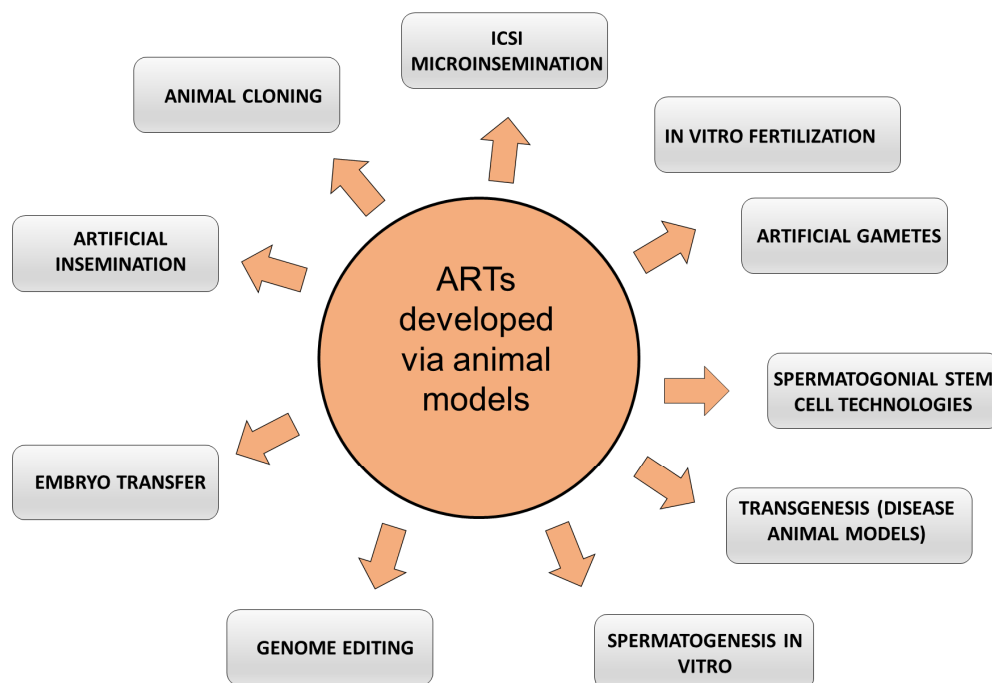 ICSI
MICROINSEMINATION
ANIMAL CLONING
IN VITRO FERTILIZATION
ARTIFICIAL
INSEMINATION
ARTIFICIAL GAMETES
ARTs
developed
via animal
models
SPERMATOGONIAL STEM
CELL TECHNOLOGIES
EMBRYO TRANSFER
TRANSGENESIS (DISEASE
ANIMAL MODELS)
GENOME EDITING
SPERMATOGENESIS IN
VITRO